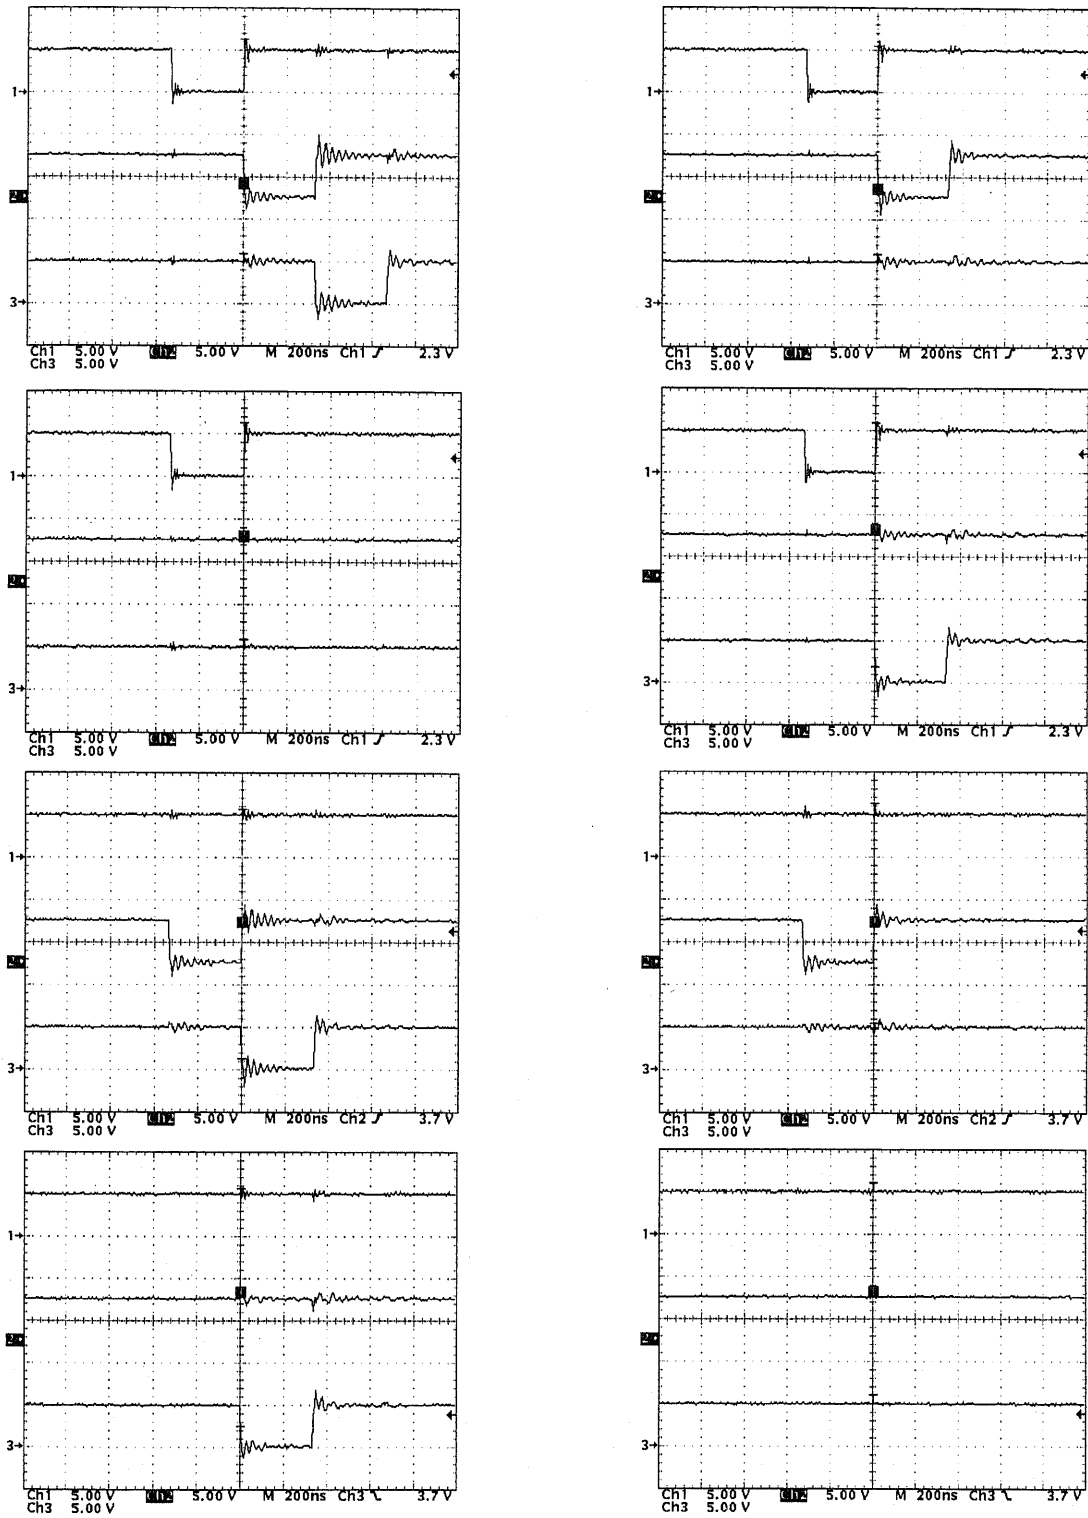 1→
3→
Ch1 5.00 V Ch2 5.00 V M 200ns Ch1 2.3 V
Ch3 5.00 V
1→
3→
Ch1 5.00 V Ch2 5.00 V M 200ns Ch1 2.3 V
Ch3 5.00 V
1→
3→
Ch1 5.00 V Ch2 5.00 V M 200ns Ch1 2.3 V
Ch3 5.00 V
1→
3→
Ch1 5.00 V Ch2 5.00 V M 200ns Ch1 2.3 V
Ch3 5.00 V
1→
3→
Ch1 5.00 V Ch2 5.00 V M 200ns Ch2 3.7 V
Ch3 5.00 V
1→
3→
Ch1 5.00 V Ch2 5.00 V M 200ns Ch2 3.7 V
Ch3 5.00 V
1→
3→
Ch1 5.00 V Ch2 5.00 V M 200ns Ch3 3.7 V
Ch3 5.00 V
1→
3→
Ch1 5.00 V Ch2 5.00 V M 200ns Ch3 3.7 V
Ch3 5.00 V